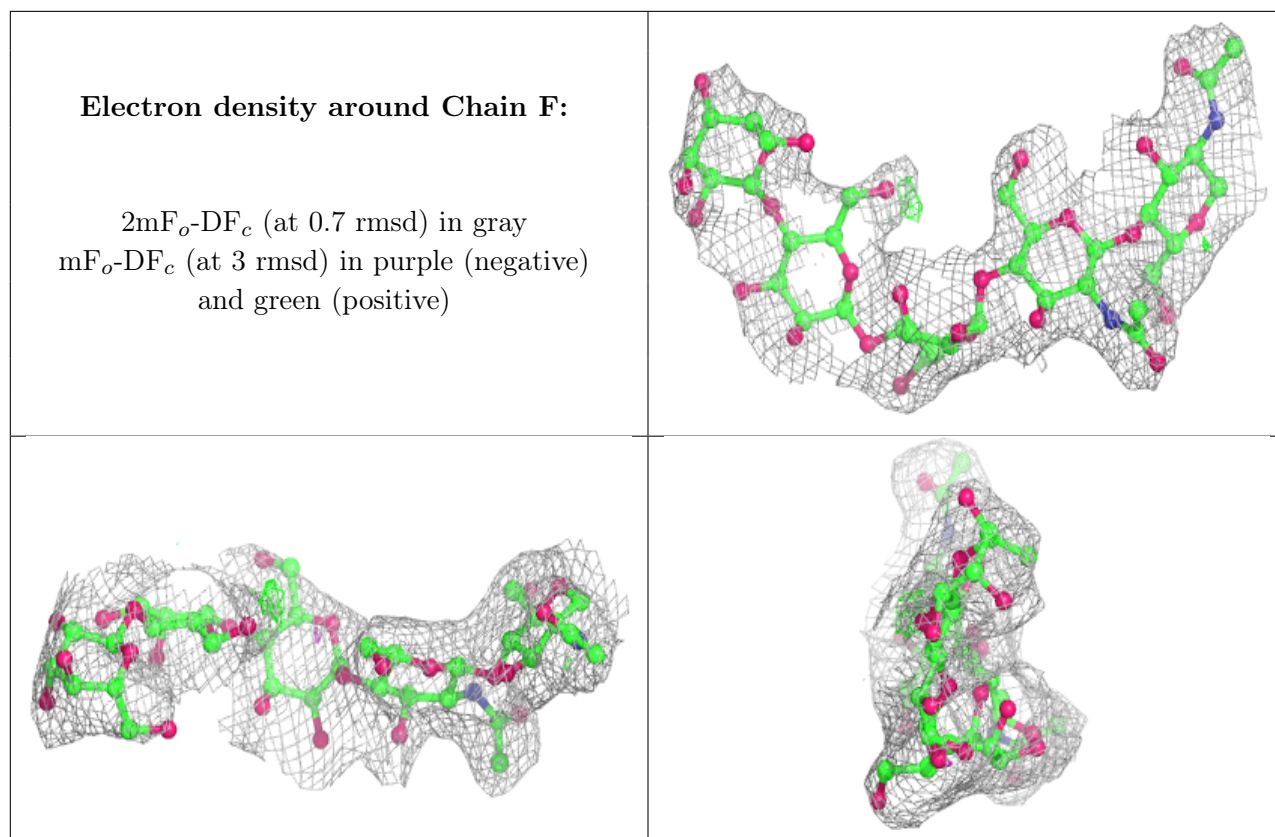 Electron density around Chain F:
2mFₒ-DF𝒸 (at 0.7 rmsd) in gray
mFₒ-DF𝒸 (at 3 rmsd) in purple (negative)
and green (positive)